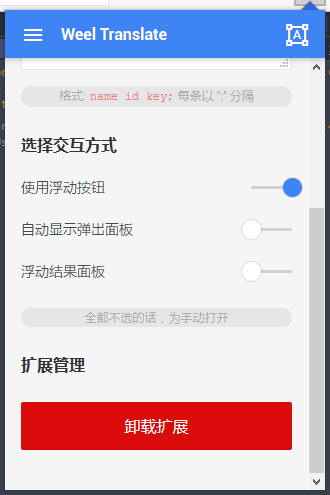 Weel Translate
A
格式: name id key; 每条以 ";" 分隔
选择交互方式
使用浮动按钮
自动显示弹出面板
浮动结果面板
全都不选的话，为手动打开
扩展管理
卸载扩展